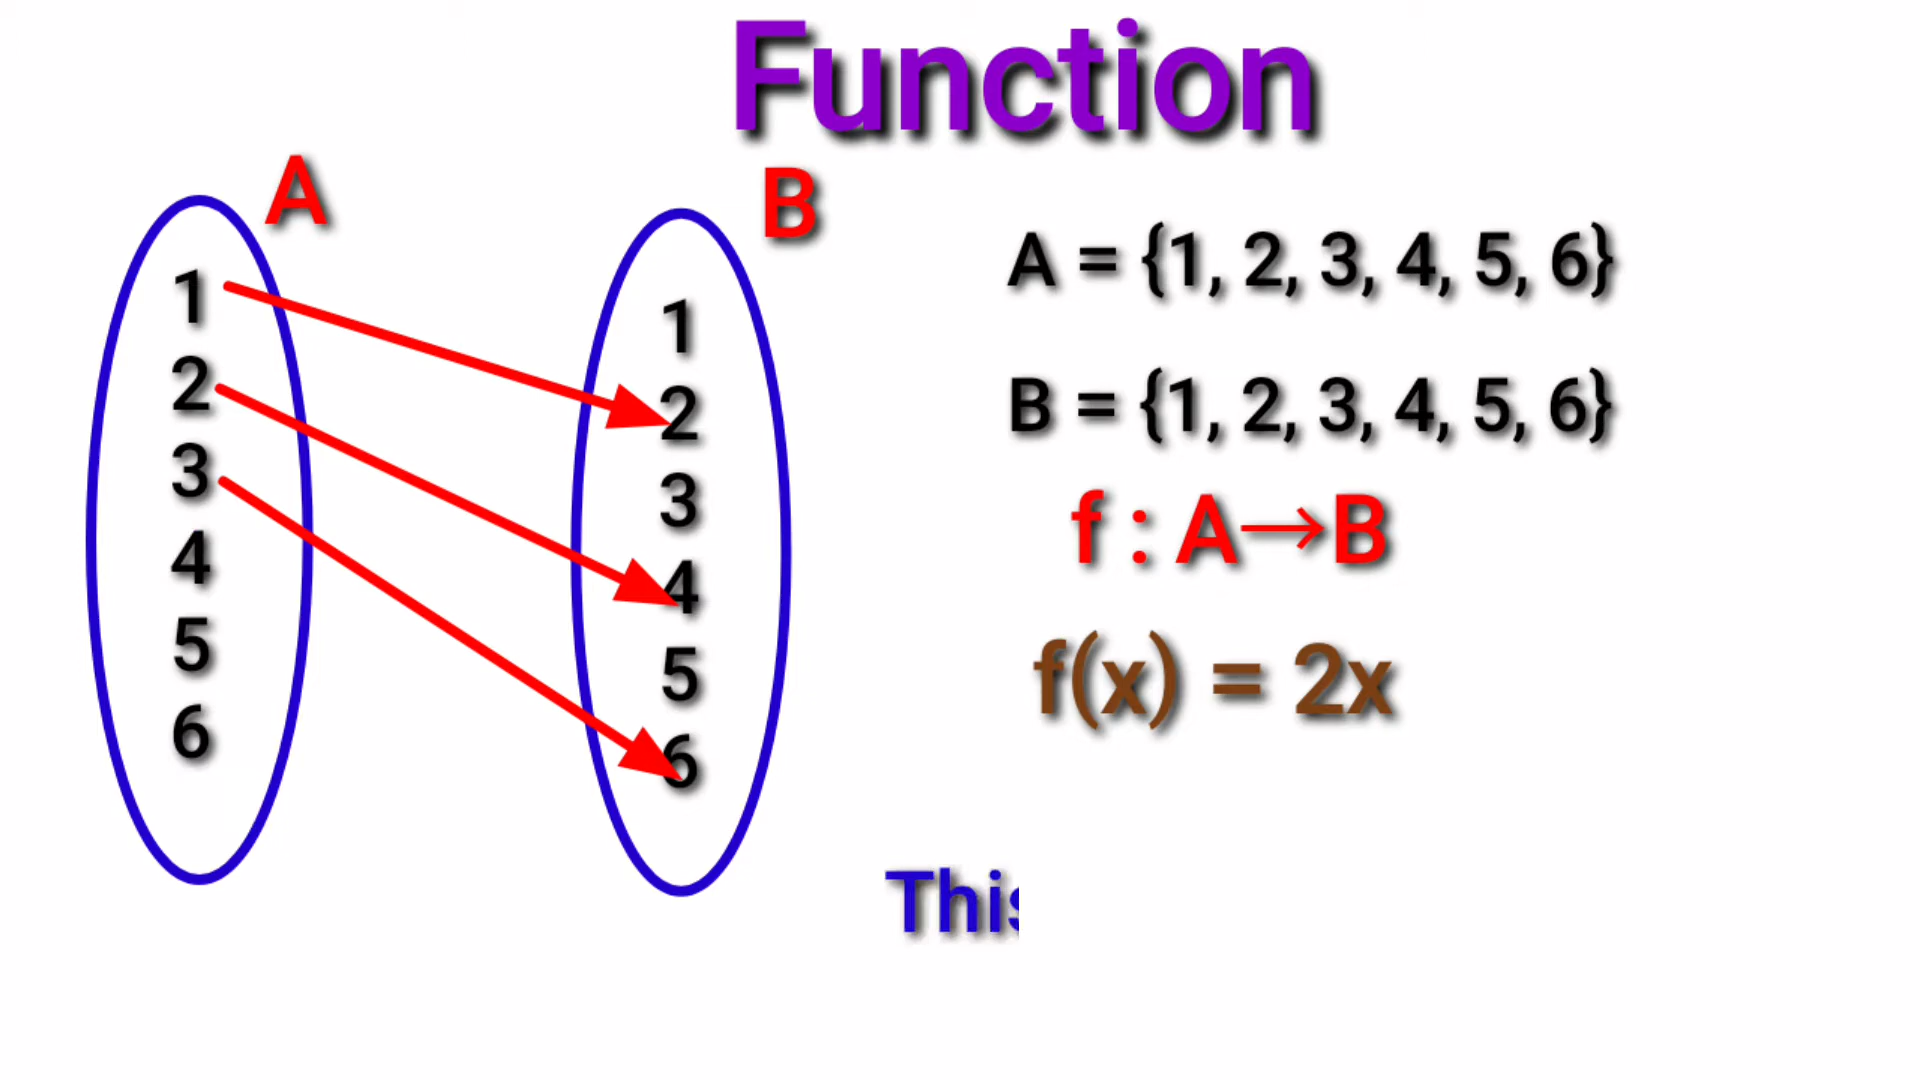 Function
A
B
1
2
3
4
5
6
1
2
3
4
5
6
A = {1, 2, 3, 4, 5, 6}
B = {1, 2, 3, 4, 5, 6}
f : A→B
f(x) = 2x
This